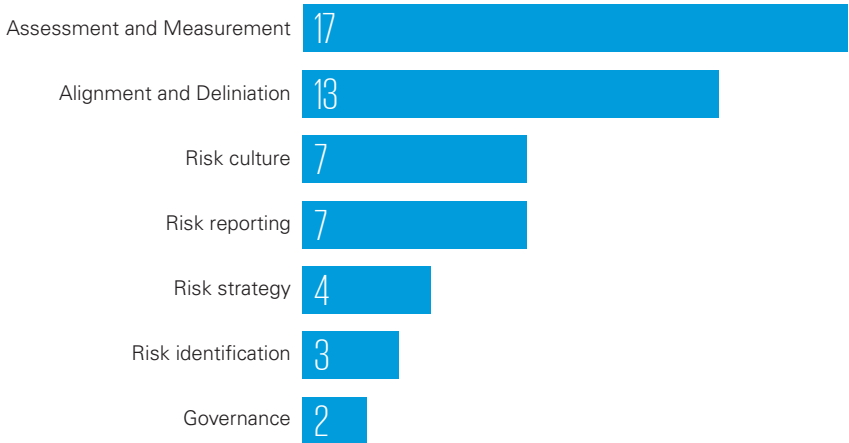 Assessment and Measurement 17
Alignment and Deliniation 13
Risk culture 7
Risk reporting 7
Risk strategy 4
Risk identification 3
Governance 2